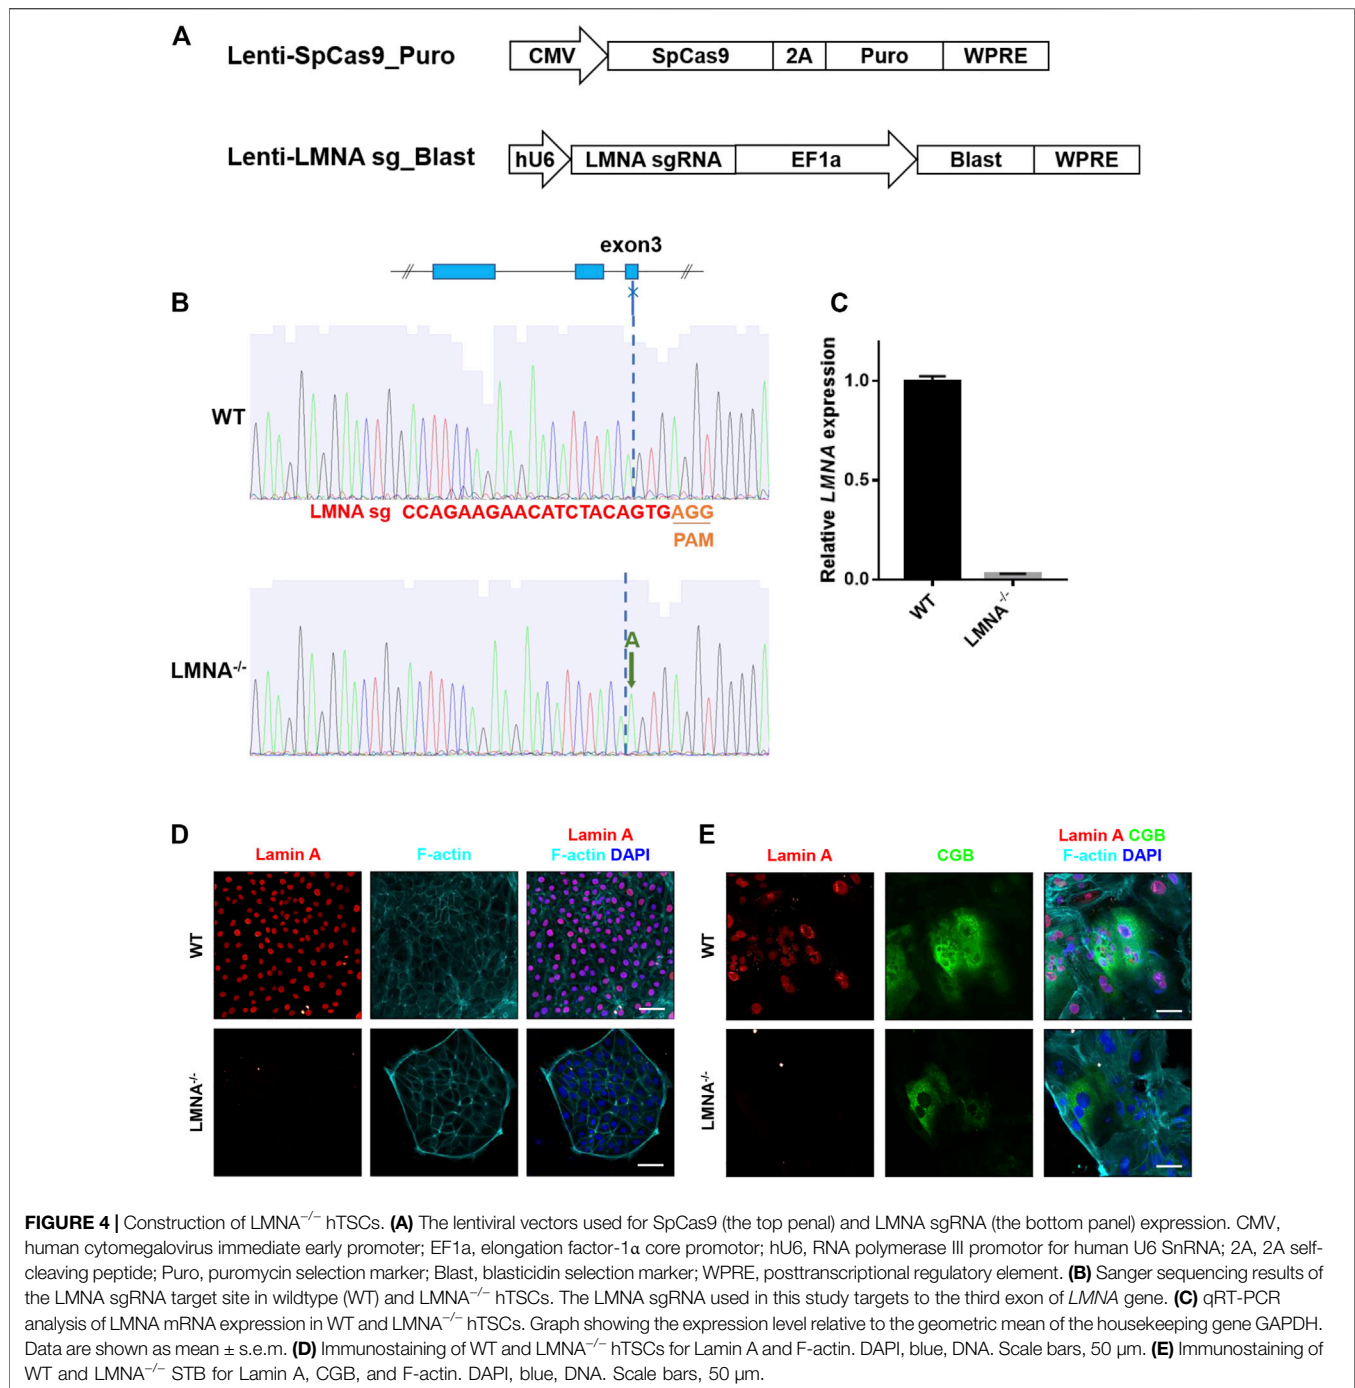 A
Lenti-SpCas9_Puro
CMV SpCas9 2A Puro WPRE
Lenti-LMNA sg_Blast
hU6 LMNA sgRNA EF1a Blast WPRE
exon3
B
WT
LMNA sg CCAGAAGAACATCTACAGTGAGG
PAM
A
LMNA-/-
C
Relative LMNA expression
1.0
0.5
0.0
WT
LMNA-/-
D
Lamin A
F-actin
Lamin A
F-actin DAPI
WT
LMNA-/-
E
Lamin A
CGB
Lamin A CGB
F-actin DAPI
WT
LMNA-/-
FIGURE 4 | Construction of LMNA−/− hTSCs. (A) The lentiviral vectors used for SpCas9 (the top penal) and LMNA sgRNA (the bottom panel) expression. CMV,
human cytomegalovirus immediate early promoter; EF1a, elongation factor-1α core promotor; hU6, RNA polymerase III promotor for human U6 SnRNA; 2A, 2A self-
cleaving peptide; Puro, puromycin selection marker; Blast, blasticidin selection marker; WPRE, posttranscriptional regulatory element. (B) Sanger sequencing results of
the LMNA sgRNA target site in wildtype (WT) and LMNA−/− hTSCs. The LMNA sgRNA used in this study targets to the third exon of LMNA gene. (C) qRT-PCR
analysis of LMNA mRNA expression in WT and LMNA−/− hTSCs. Graph showing the expression level relative to the geometric mean of the housekeeping gene GAPDH.
Data are shown as mean ± s.e.m. (D) Immunostaining of WT and LMNA−/− hTSCs for Lamin A and F-actin. DAPI, blue, DNA. Scale bars, 50 μm. (E) Immunostaining of
WT and LMNA−/− STB for Lamin A, CGB, and F-actin. DAPI, blue, DNA. Scale bars, 50 μm.